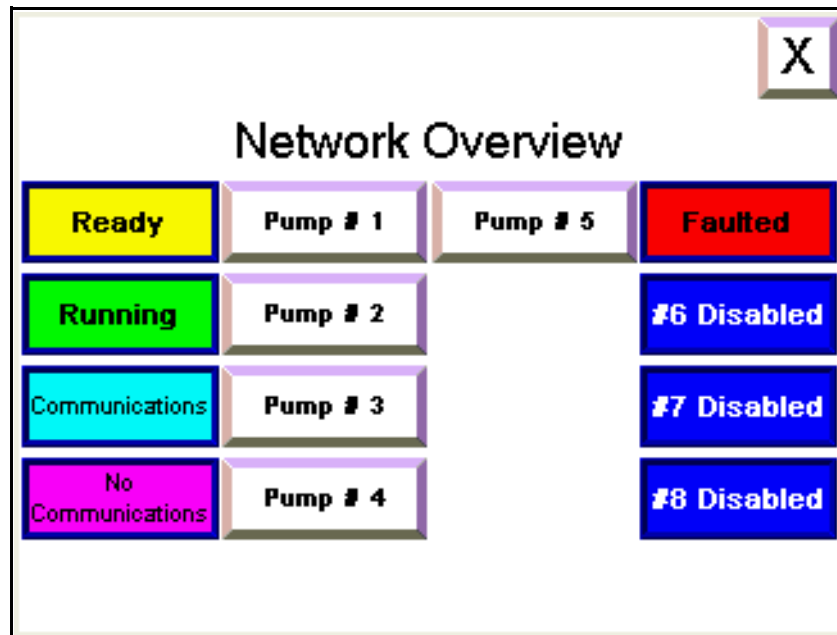 X
Network Overview
Ready Pump # 1 Pump # 5 Faulted
Running Pump # 2 #6 Disabled
Communications Pump # 3 #7 Disabled
No
Communications Pump # 4 #8 Disabled